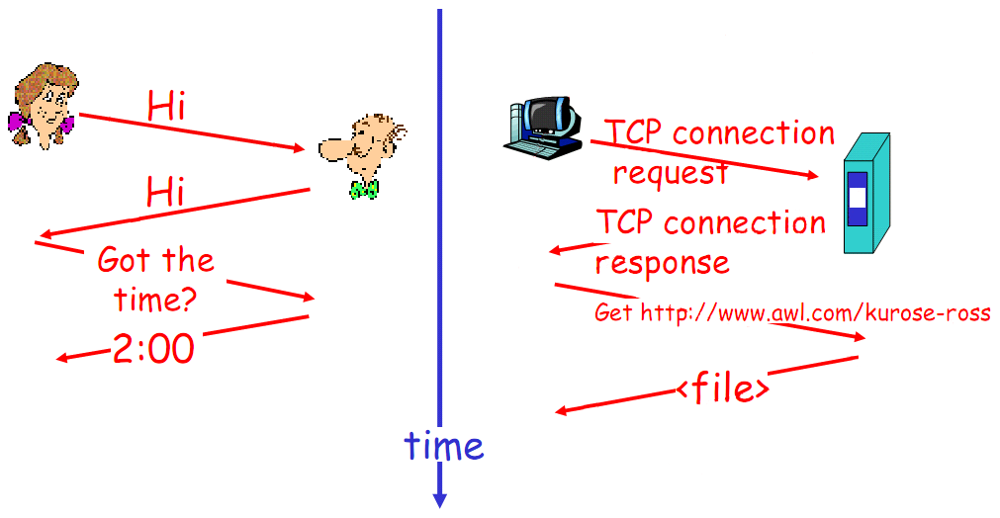 Hi
Hi
Got the
time?
2:00
TCP connection
request
TCP connection
response
Get http://www.awl.com/kurose-ross
<file>
time